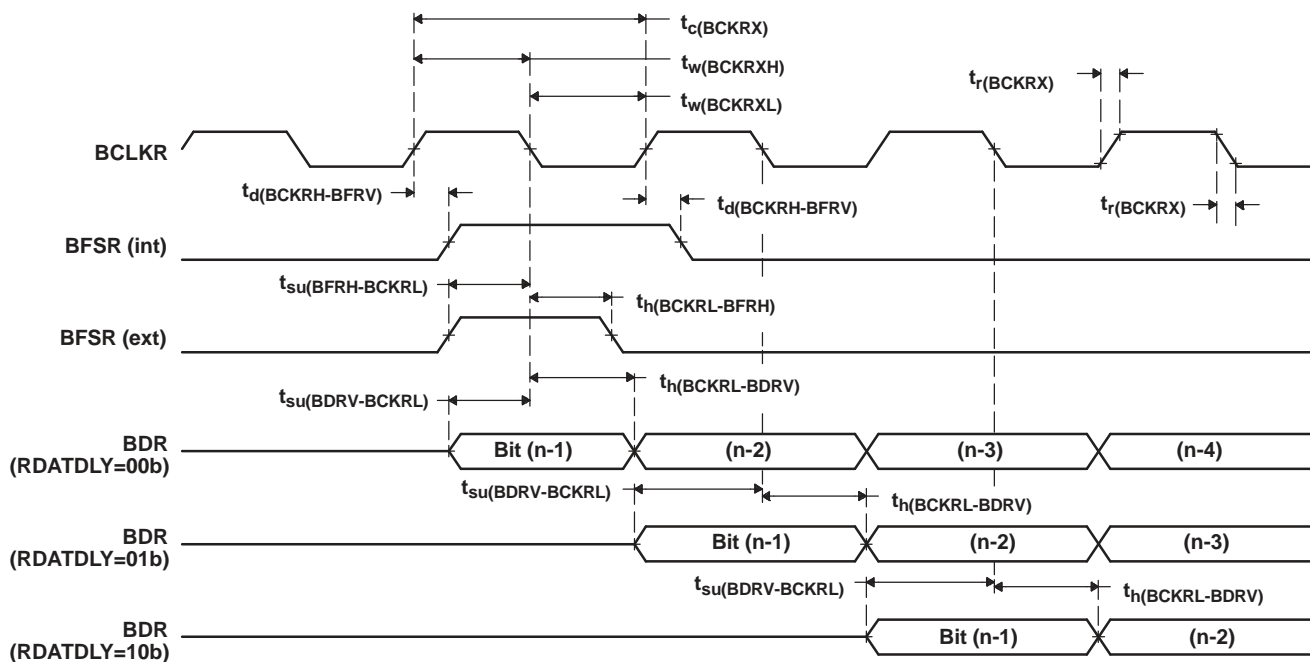 tc(BCKRX)
tw(BCKRXH)
tr(BCKRX)
tw(BCKRXL)
BCLKR
td(BCKRH-BFRV)
td(BCKRH-BFRV)
tr(BCKRX)
BFSR (int)
tsu(BFRH-BCKRL)
th(BCKRL-BFRH)
BFSR (ext)
th(BCKRL-BDRV)
tsu(BDRV-BCKRL)
BDR
(RDATDLY=00b)
Bit (n-1) (n-2) (n-3) (n-4)
tsu(BDRV-BCKRL)
th(BCKRL-BDRV)
BDR
(RDATDLY=01b)
Bit (n-1) (n-2) (n-3)
tsu(BDRV-BCKRL)
th(BCKRL-BDRV)
BDR
(RDATDLY=10b)
Bit (n-1) (n-2)